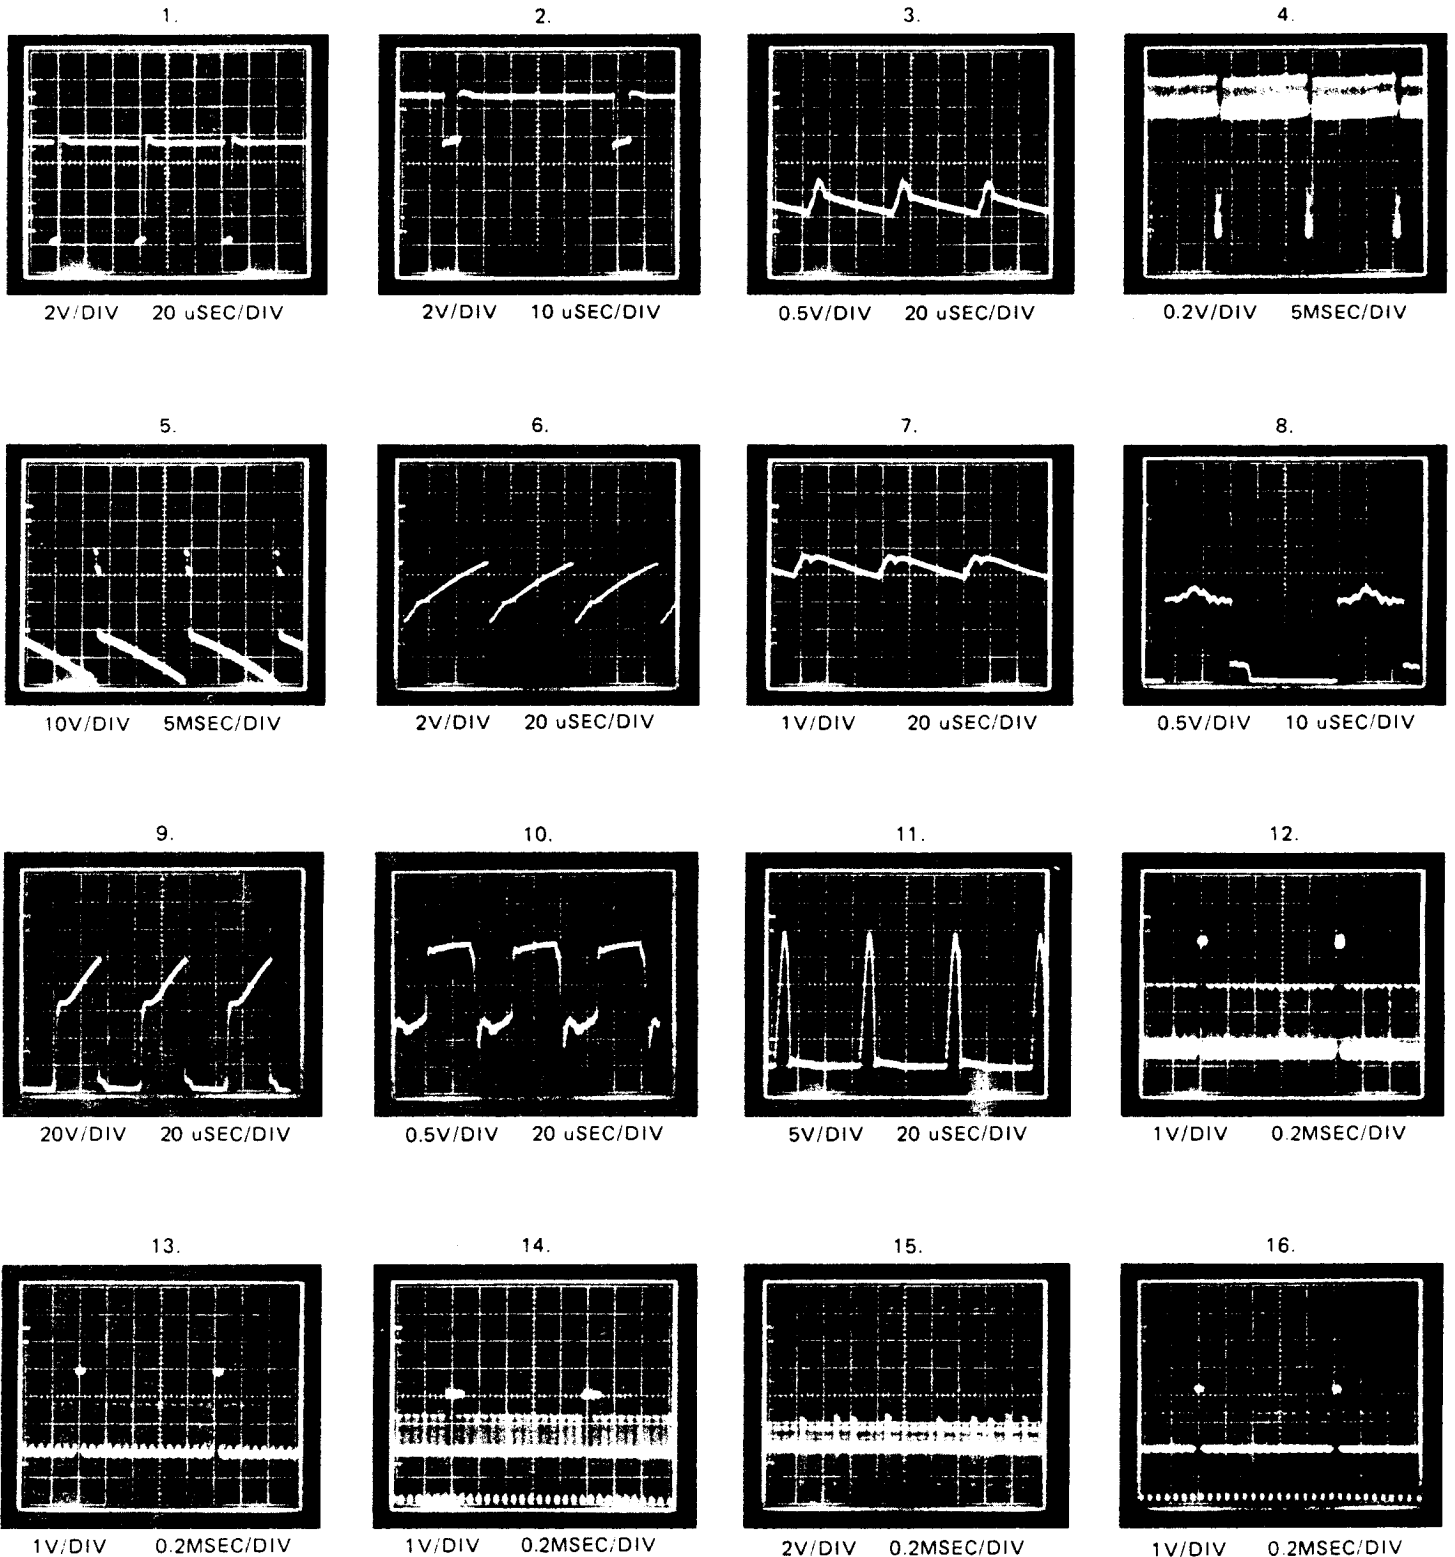 1. 2. 3. 4.
2V/DIV 20 uSEC/DIV 2V/DIV 10 uSEC/DIV 0.5V/DIV 20 uSEC/DIV 0.2V/DIV 5MSEC/DIV
5. 6. 7. 8.
10V/DIV 5MSEC/DIV 2V/DIV 20 uSEC/DIV 1V/DIV 20 uSEC/DIV 0.5V/DIV 10 uSEC/DIV
9. 10. 11. 12.
20V/DIV 20 uSEC/DIV 0.5V/DIV 20 uSEC/DIV 5V/DIV 20 uSEC/DIV 1V/DIV 0.2MSEC/DIV
13. 14. 15. 16.
1V/DIV 0.2MSEC/DIV 1V/DIV 0.2MSEC/DIV 2V/DIV 0.2MSEC/DIV 1V/DIV 0.2MSEC/DIV